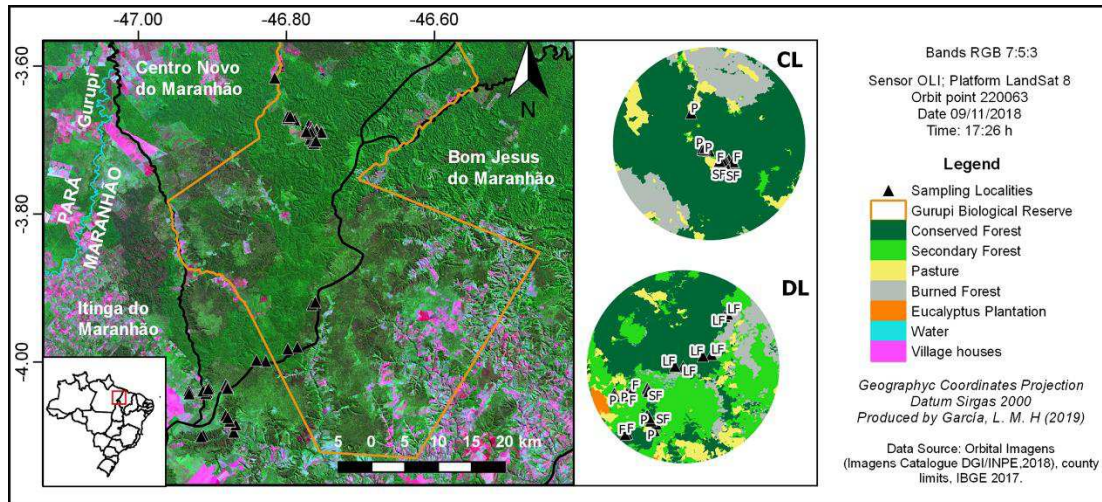 -47.00
-46.80
-46.60
-3.60
-3.80
-4.00
Centro Novo
do Maranhão
Gurupi
PARÁ
MARANHÃO
Itinga do
Maranhão
N
Bom Jesus
do Maranhão
5 0 5 10 15 20 km
CL
P
P P
F F
SF SF
DL
LF
LF
LF LF
LF LF
F
P P F
SF
P SF
F F P
Bands RGB 7:5:3
Sensor OLI; Platform LandSat 8
Orbit point 220063
Date 09/11/2018
Time: 17:26 h
Legend
Sampling Localities
Gurupi Biological Reserve
Conserved Forest
Secondary Forest
Pasture
Burned Forest
Eucalyptus Plantation
Water
Village houses
Geographyc Coordinates Projection
Datum Sirgas 2000
Produced by García, L. M. H (2019)
Data Source: Orbital Imagens
(Imagens Catalogue DGI/INPE,2018), county
limits, IBGE 2017.